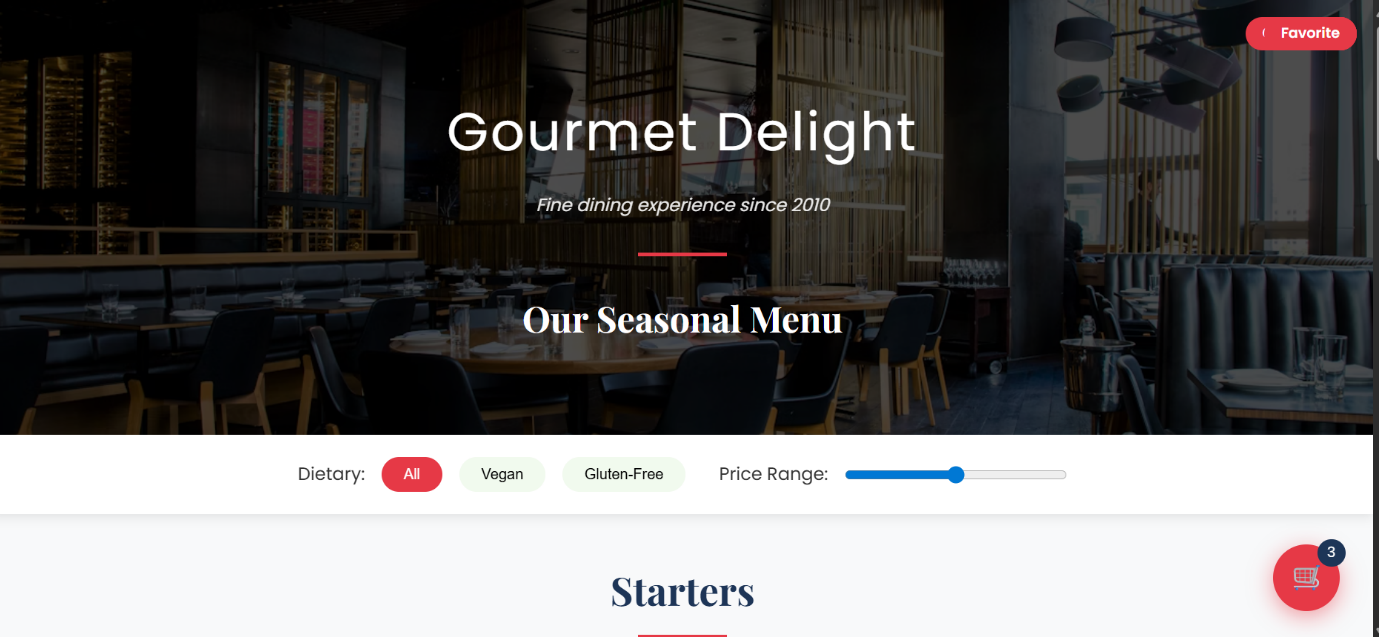 Favorite
Gourmet Delight
Fine dining experience since 2010
Our Seasonal Menu
Dietary: All Vegan Gluten-Free Price Range:
3
Starters